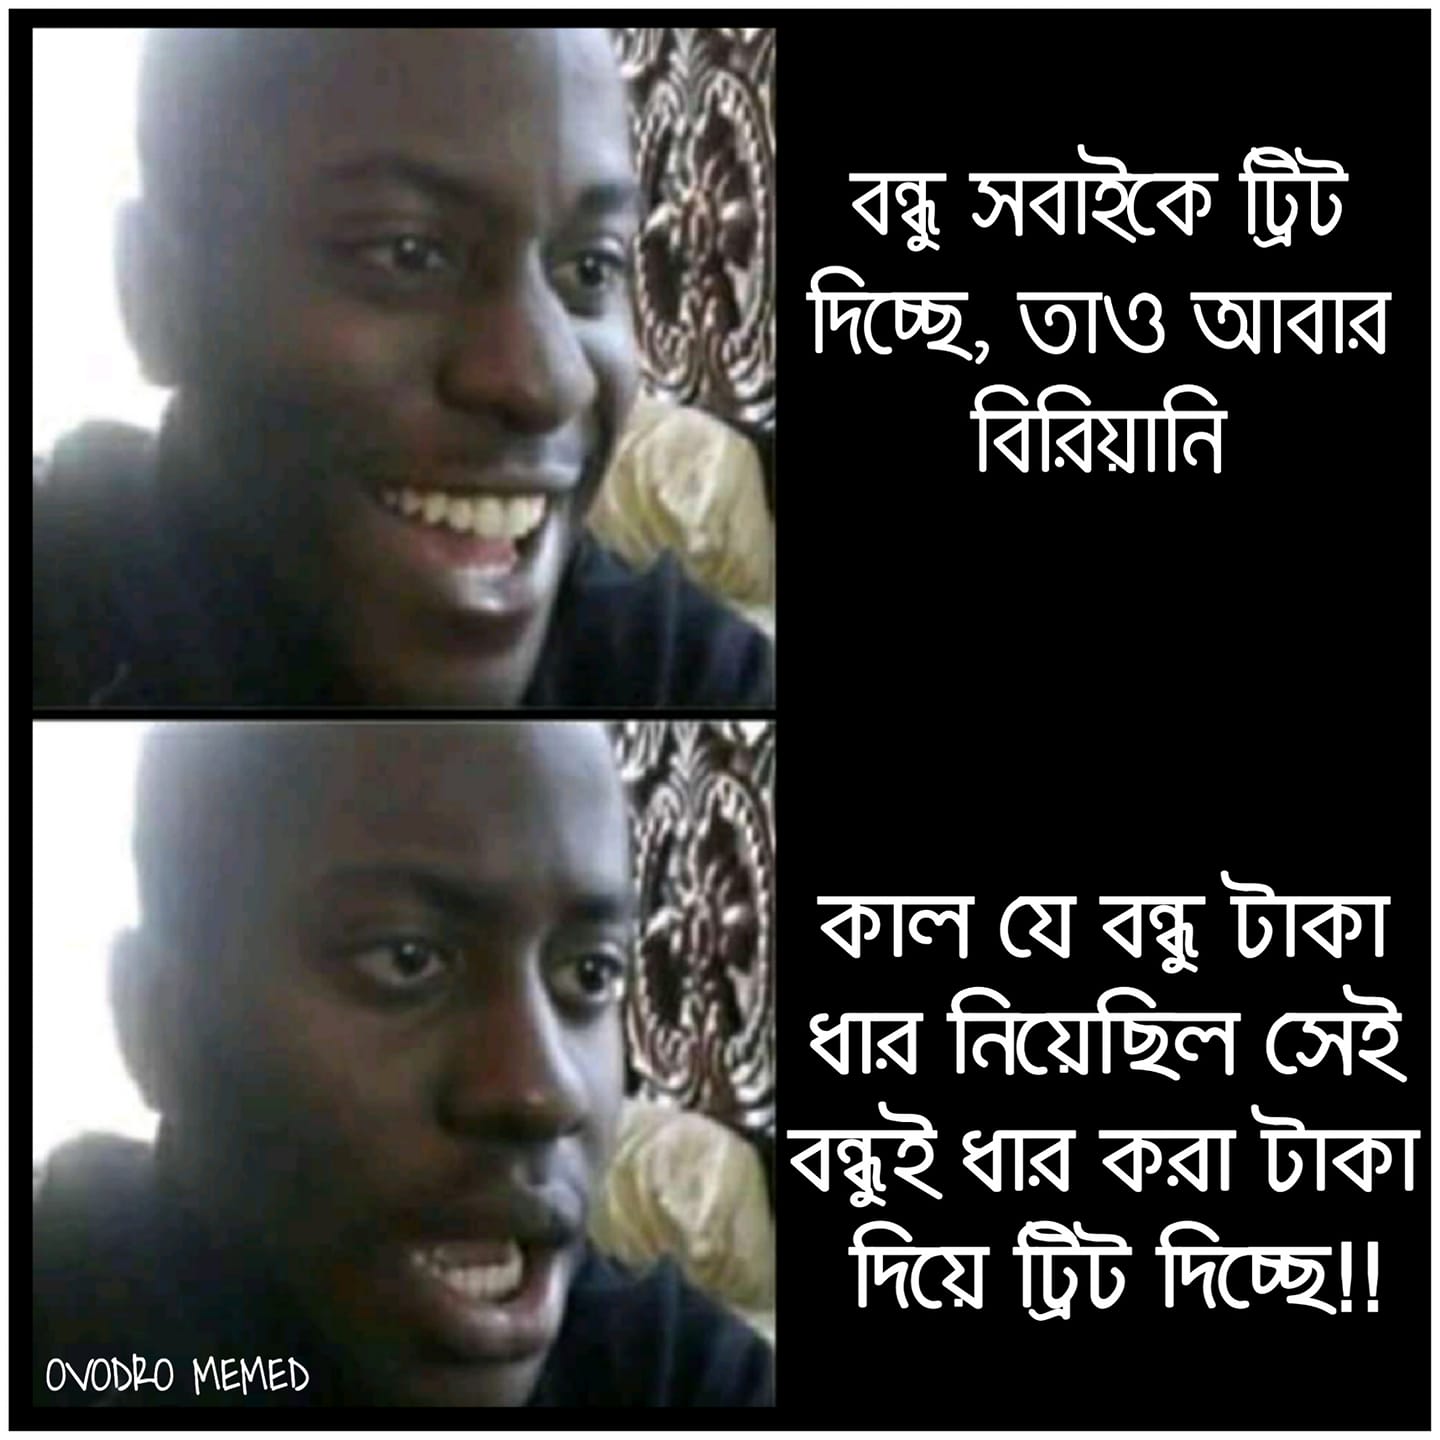 বন্ধু সবাইকে ট্রিট
দিচ্ছে, তাও আবার
বিরিয়ানি
কাল যে বন্ধু টাকা
ধার নিয়েছিল সেই
বন্ধুই ধার করা টাকা
দিয়ে ট্রিট দিচ্ছে!!
OVODRO MEMED